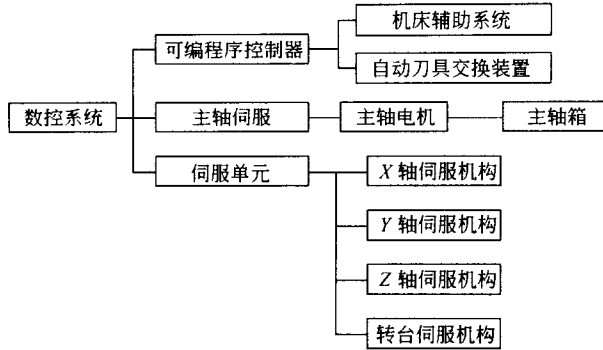 机床辅助系统
可编程序控制器
自动刀具交换装置
数控系统
主轴伺服
主轴电机
主轴箱
伺服单元
X 轴伺服机构
Y 轴伺服机构
Z 轴伺服机构
转台伺服机构